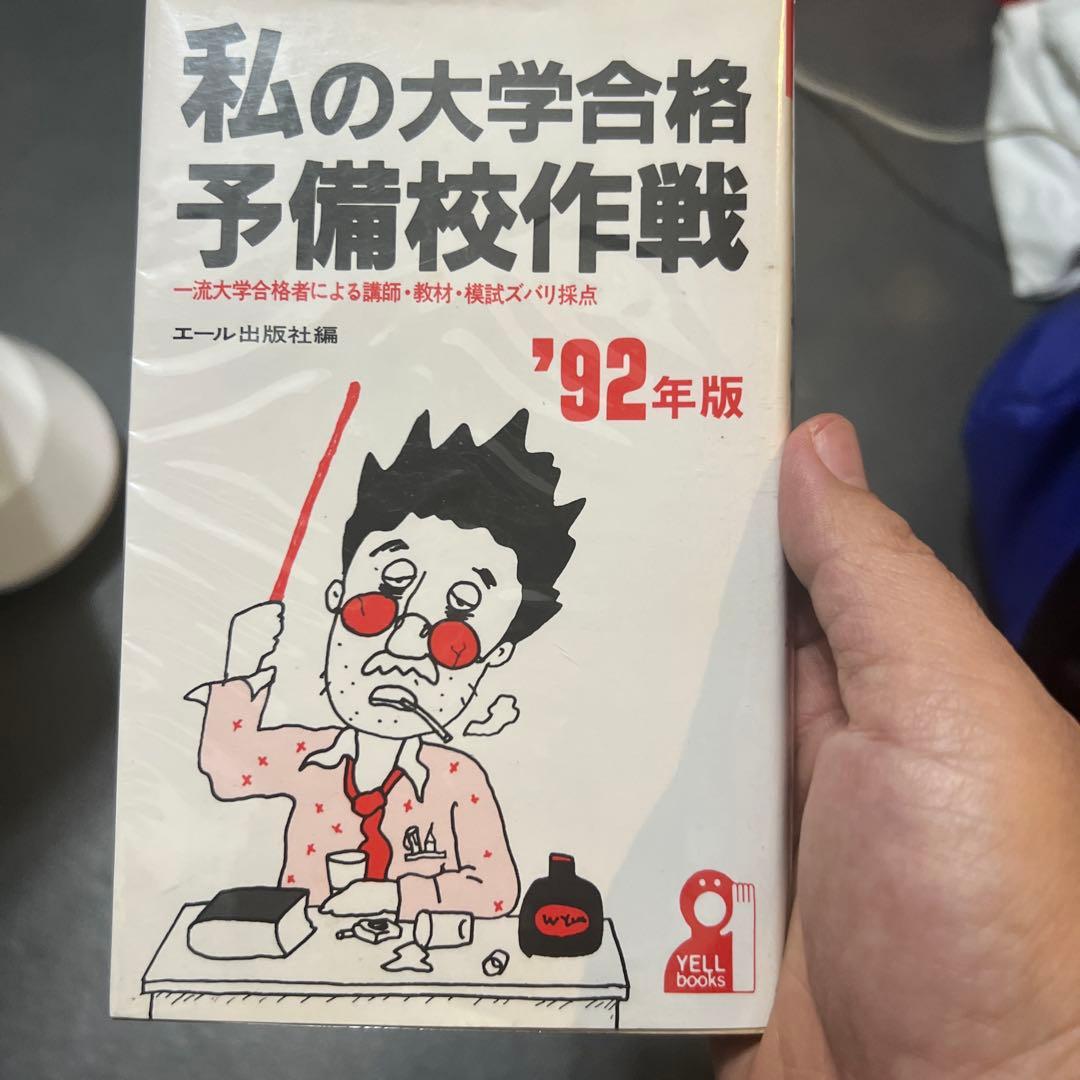 私の大学合格
予備校作戦
一流大学合格者による講師・教材・模試ズバリ採点
エール出版社編
’92年版
YELL
books